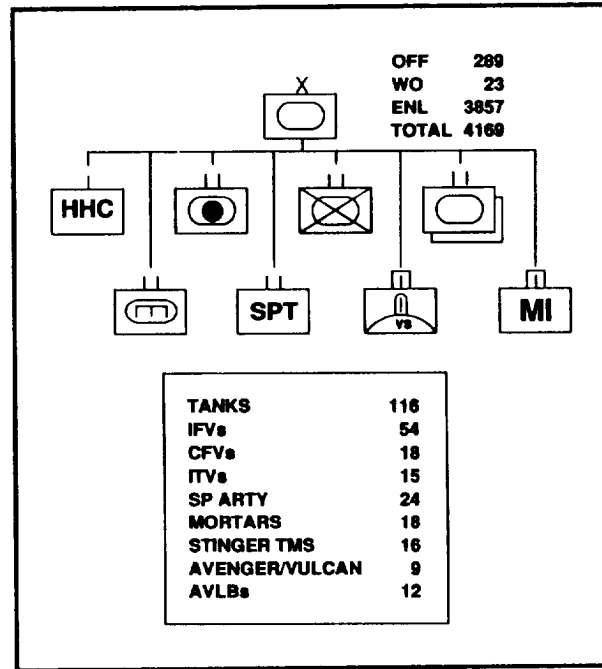 OFF 289
WO 23
ENL 3857
TOTAL 4169
X
HHC
SPT
VS
MI
TANKS 116
IFVs 54
CFVs 18
ITVs 15
SP ARTY 24
MORTARS 18
STINGER TMS 16
AVENGER/VULCAN 9
AVLBs 12